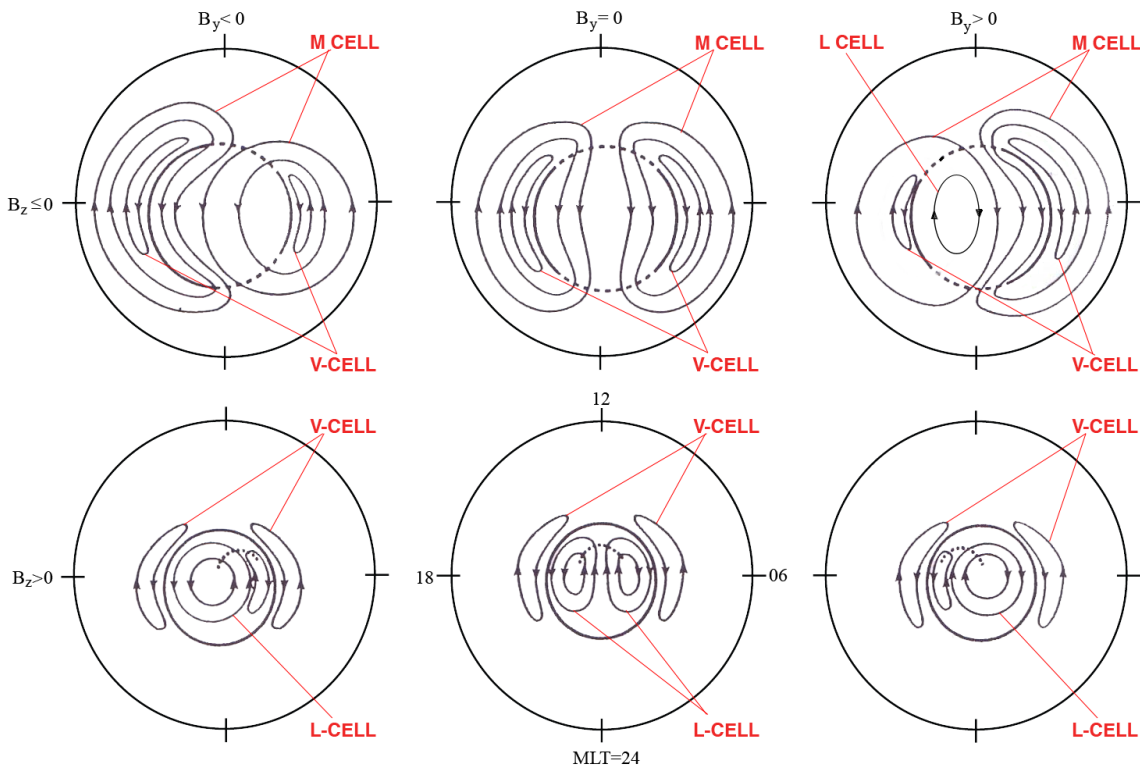 B_y < 0
B_y = 0
B_y > 0
M CELL
M CELL
L CELL
M CELL
B_z ≤ 0
V-CELL
V-CELL
V-CELL
12
V-CELL
V-CELL
V-CELL
B_z>0
18
06
L-CELL
L-CELL
L-CELL
MLT=24